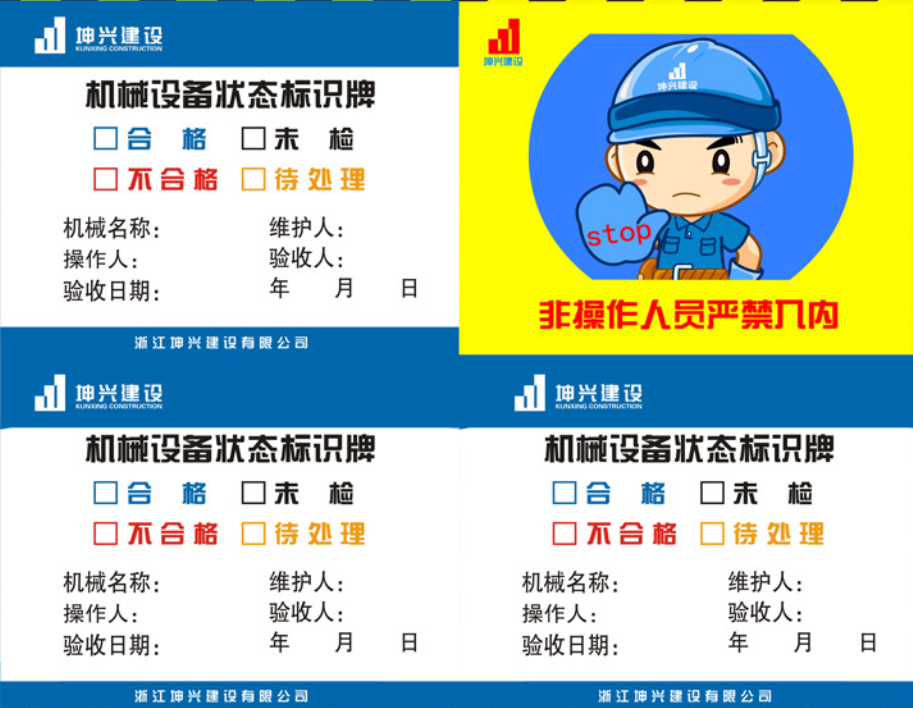 坤兴建设
KUNXING CONSTRUCTION
机械设备状态标识牌
合 格 未 检
不合格 待处理
机械名称： 维护人：
操作人： 验收人：
验收日期： 年 月 日
浙江坤兴建设有限公司
坤兴建设
坤兴建设
stop
非操作人员严禁入内
坤兴建设
KUNXING CONSTRUCTION
机械设备状态标识牌
合 格 未 检
不合格 待处理
机械名称： 维护人：
操作人： 验收人：
验收日期： 年 月 日
浙江坤兴建设有限公司
坤兴建设
KUNXING CONSTRUCTION
机械设备状态标识牌
合 格 未 检
不合格 待处理
机械名称： 维护人：
操作人： 验收人：
验收日期： 年 月 日
浙江坤兴建设有限公司